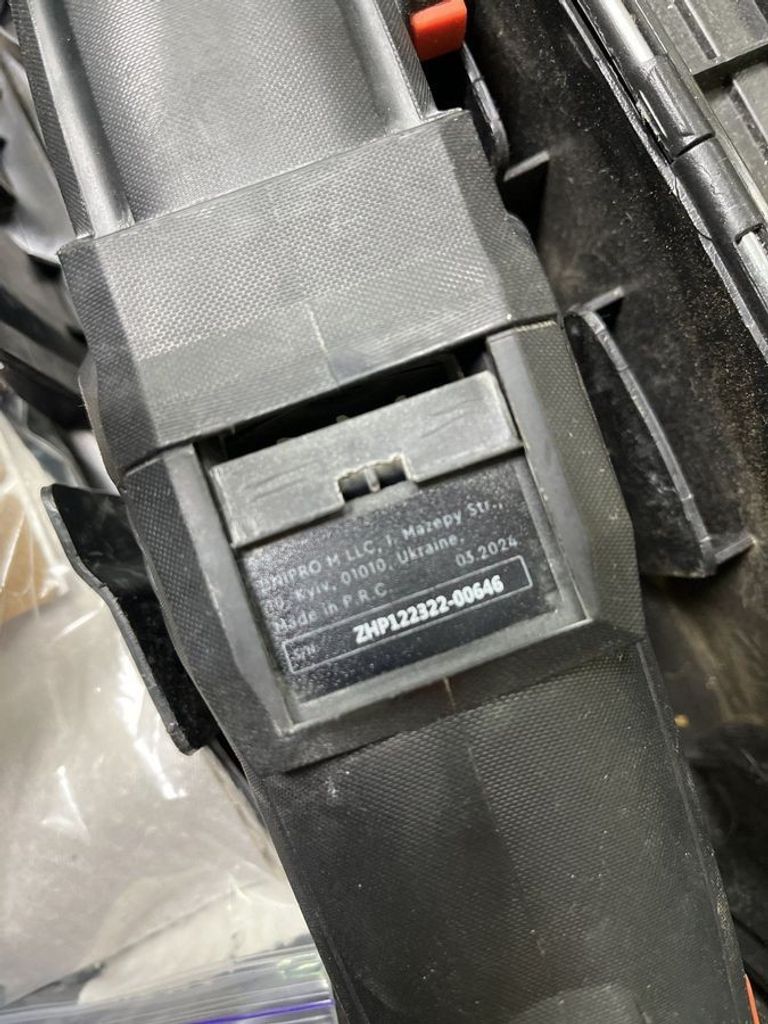 M LLC, 1, Mazepy Str.,
Kyiv, 01010, Ukraine.
Made in P.R.C. 03.2024
S/N ZHP122322-00646